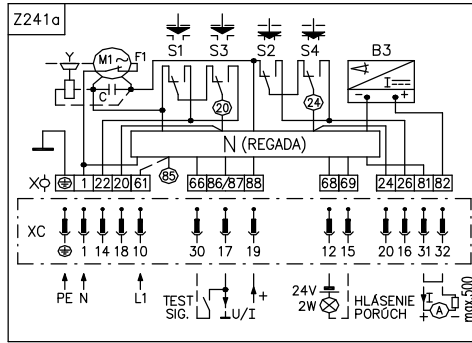 Z241a
S1 S3 S2 S4 B3
Y M1~ F1
C
I
- +
20 24
N (REGADA)
85
X 1 22 20 61 66 86/87 88 68 69 24 26 81 82
XC
1 14 18 10 30 17 19 12 15 20 16 31 32
PE N L1 TEST SIG. U/I + 24V 2W HLÁSENIE PORÚCH I + A - max.500